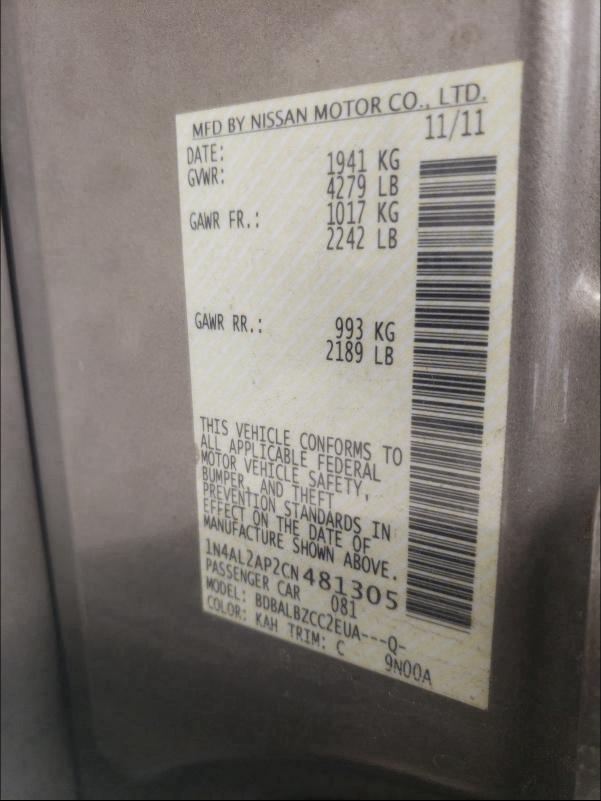 MFD BY NISSAN MOTOR CO., LTD.
DATE: 11/11
GVWR: 1941 KG
4279 LB
GAWR FR.: 1017 KG
2242 LB
GAWR RR.: 993 KG
2189 LB
THIS VEHICLE CONFORMS TO
ALL APPLICABLE FEDERAL
MOTOR VEHICLE SAFETY,
BUMPER, AND THEFT
PREVENTION STANDARDS IN
EFFECT ON THE DATE OF
MANUFACTURE SHOWN ABOVE.
1N4AL2AP2CN481305
PASSENGER CAR 081
MODEL: BDBALBZCC2EUA---Q-
COLOR: KAH TRIM: C 9N00A